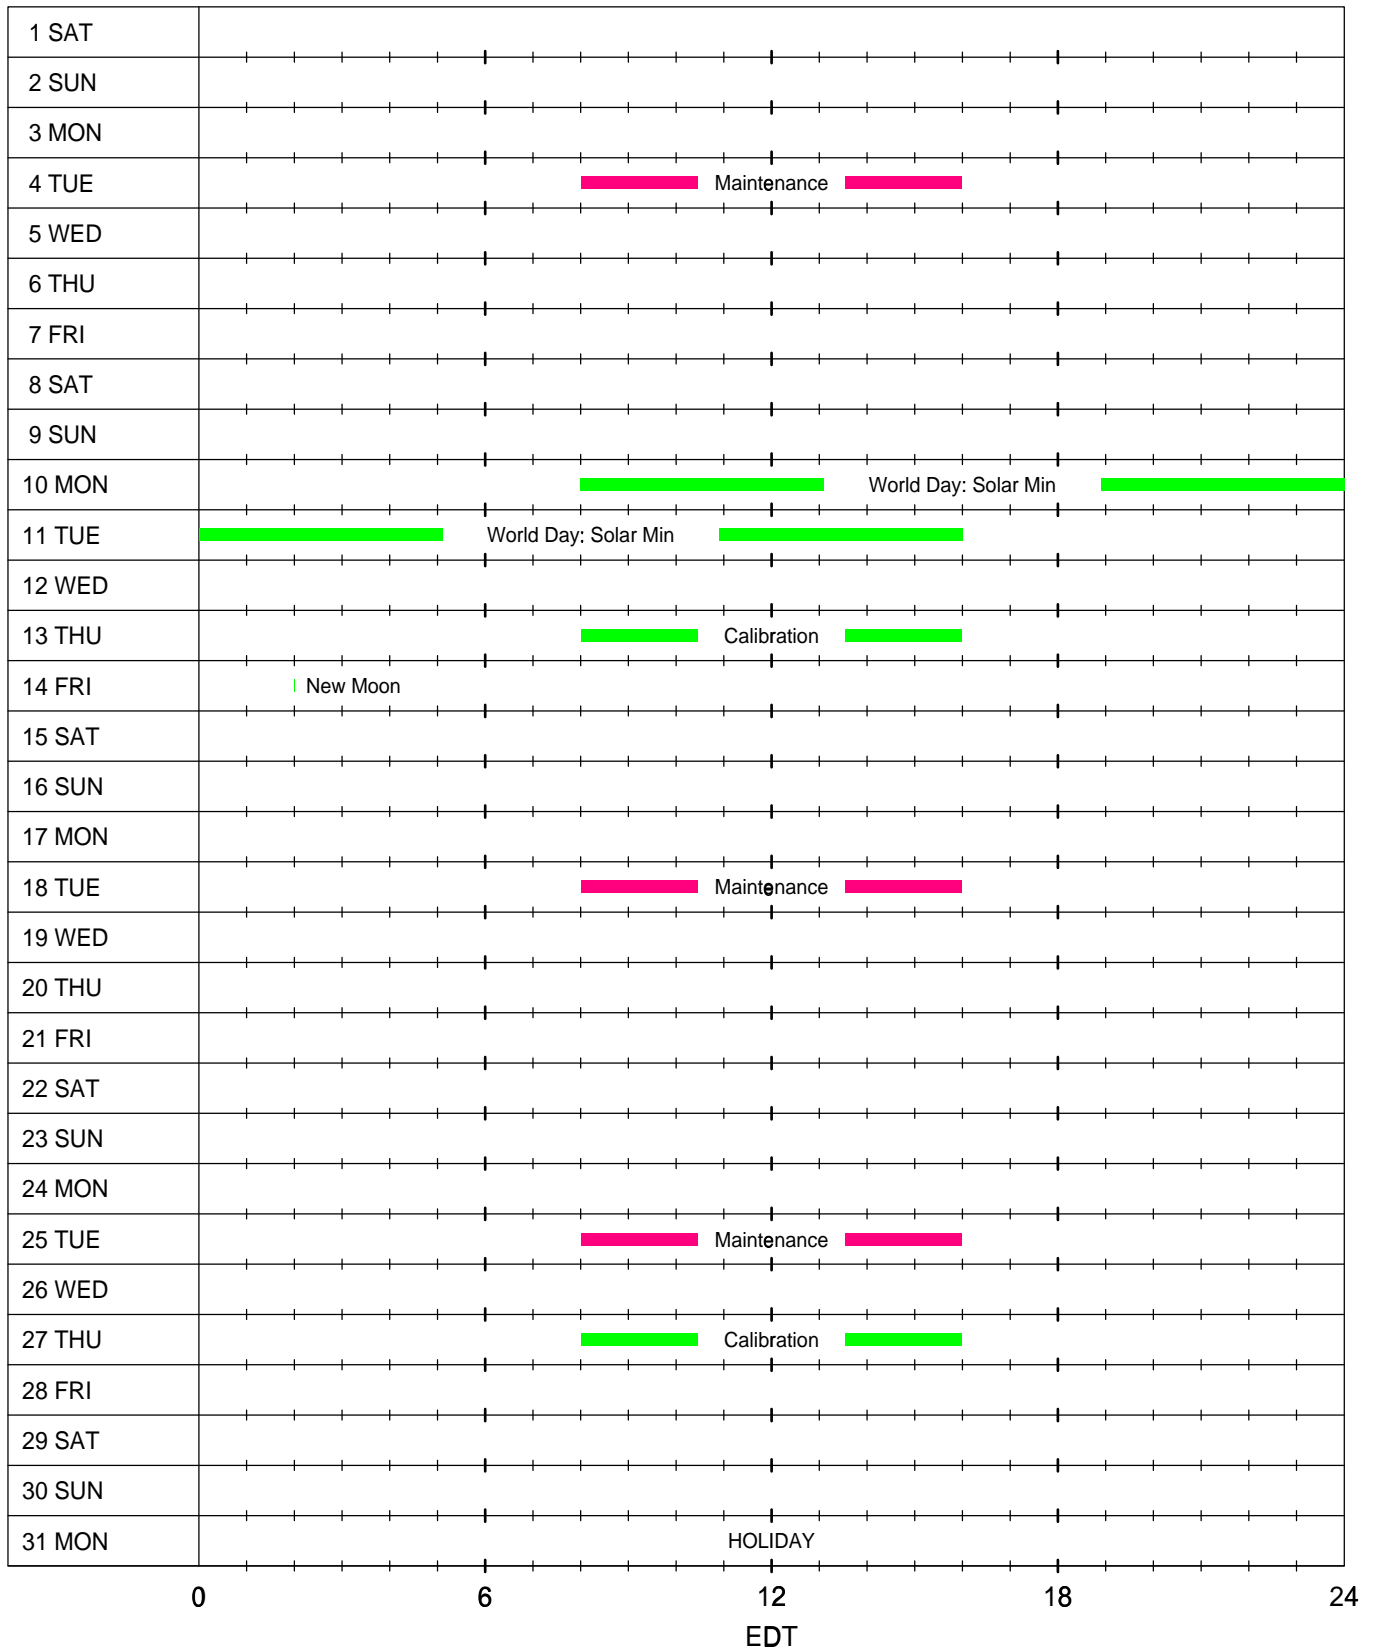 1 SAT
2 SUN
3 MON
4 TUE Maintenance
5 WED
6 THU
7 FRI
8 SAT
9 SUN
10 MON World Day: Solar Min
11 TUE World Day: Solar Min
12 WED
13 THU Calibration
14 FRI New Moon
15 SAT
16 SUN
17 MON
18 TUE Maintenance
19 WED
20 THU
21 FRI
22 SAT
23 SUN
24 MON
25 TUE Maintenance
26 WED
27 THU Calibration
28 FRI
29 SAT
30 SUN
31 MON HOLIDAY
0 6 12 18 24
EDT